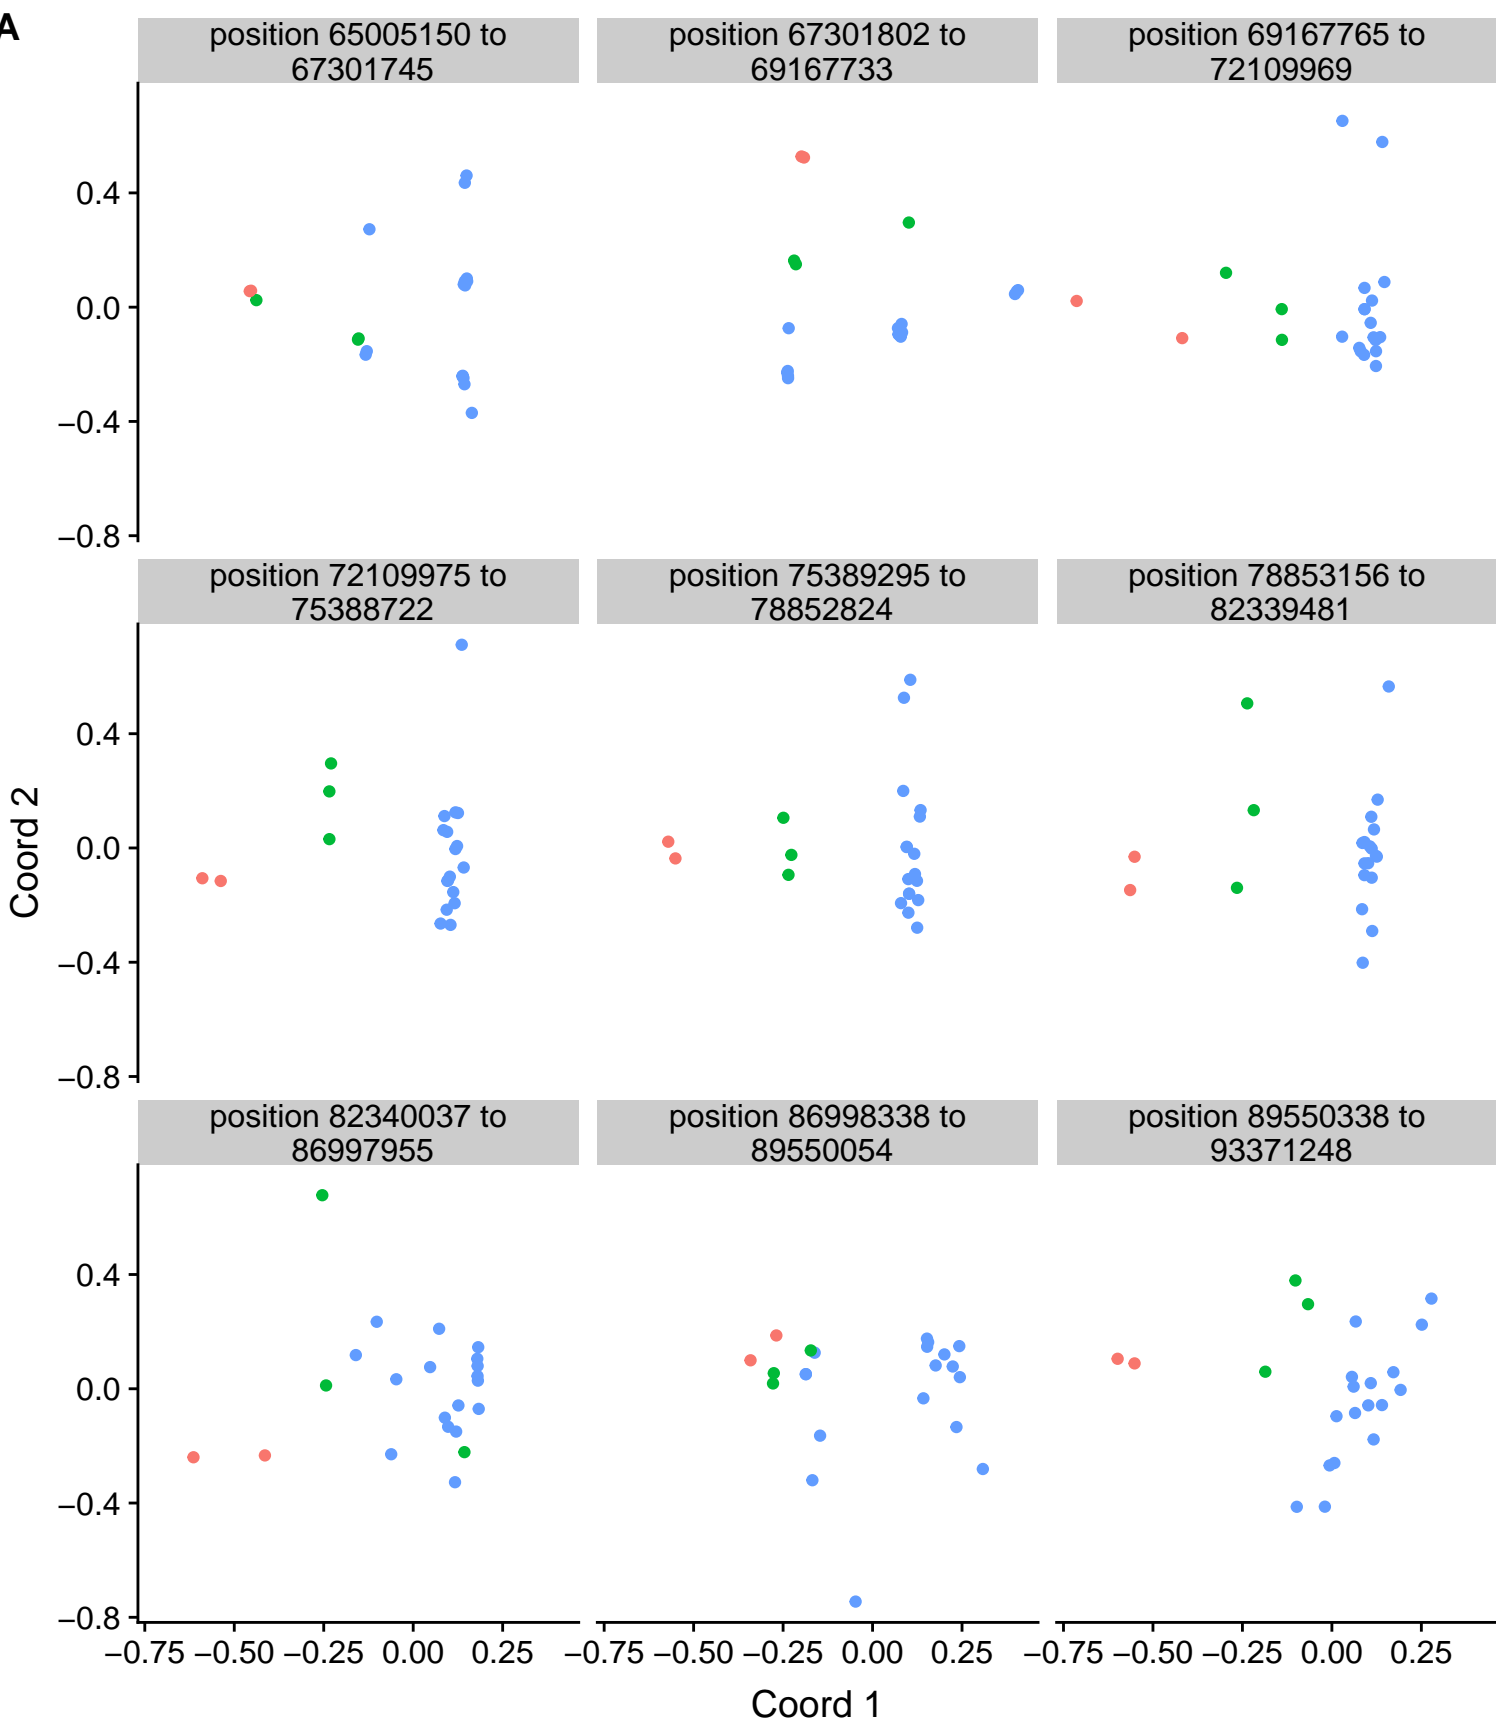 A
position 65005150 to
67301745
position 67301802 to
69167733
position 69167765 to
72109969
0.4
0.0
−0.4
−0.8
position 72109975 to
75388722
position 75389295 to
78852824
position 78853156 to
82339481
0.4
0.0
−0.4
−0.8
Coord 2
position 82340037 to
86997955
position 86998338 to
89550054
position 89550338 to
93371248
0.4
0.0
−0.4
−0.8
−0.75 −0.50 −0.25 0.00 0.25
−0.75 −0.50 −0.25 0.00 0.25
−0.75 −0.50 −0.25 0.00 0.25
Coord 1